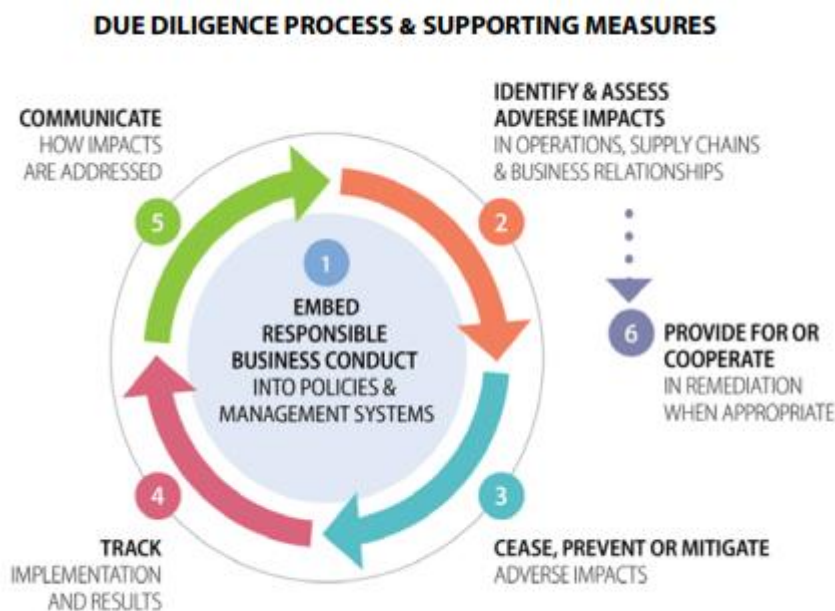 DUE DILIGENCE PROCESS & SUPPORTING MEASURES
COMMUNICATE
HOW IMPACTS
ARE ADDRESSED
5
IDENTIFY & ASSESS
ADVERSE IMPACTS
IN OPERATIONS, SUPPLY CHAINS
& BUSINESS RELATIONSHIPS
2
1
EMBED
RESPONSIBLE
BUSINESS CONDUCT
INTO POLICIES &
MANAGEMENT SYSTEMS
6
PROVIDE FOR OR
COOPERATE
IN REMEDIATION
WHEN APPROPRIATE
4
TRACK
IMPLEMENTATION
AND RESULTS
3
CEASE, PREVENT OR MITIGATE
ADVERSE IMPACTS